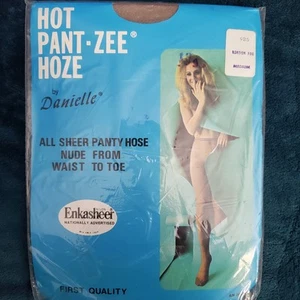 HOT
PANT-ZEE®
HOZE
by
Danielle®
ALL SHEER PANTY HOSE
NUDE FROM
WAIST TO TOE
Enkasheer
NATIONALLY ADVERTISED
FIRST QUALITY